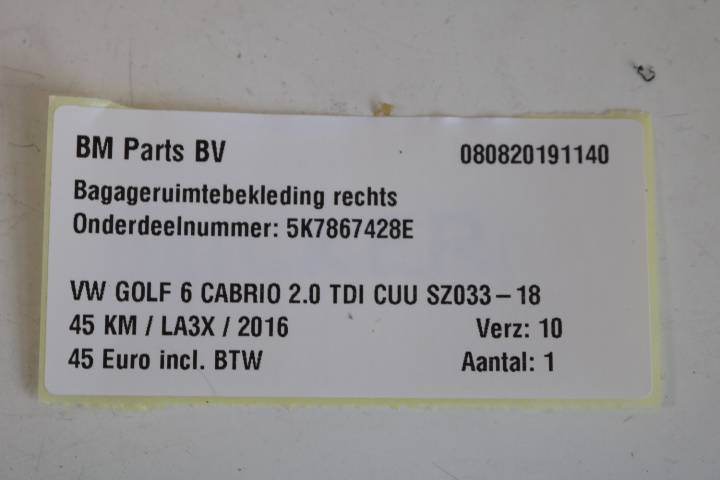 BM Parts BV 080820191140
Bagageruimtebekleding rechts
Onderdeelnummer: 5K7867428E
VW GOLF 6 CABRIO 2.0 TDI CUU SZ033-18
45 KM / LA3X / 2016 Verz: 10
45 Euro incl. BTW Aantal: 1